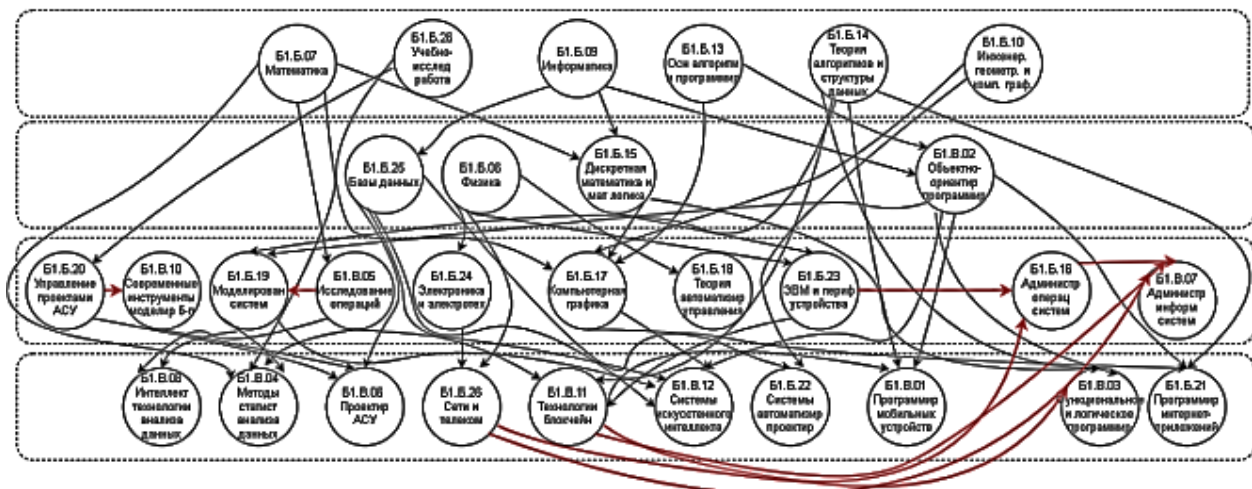 Б1.Б.07
Математика
Б1.Б.28
Учебно-
исслед
работа
Б1.Б.09
Информатика
Б1.Б.13
Осн алгоритм
и программир
Б1.Б.14
Теория
алгоритмов и
структуры
данных
Б1.Б.10
Инженер.
геометр. и
комп. граф.
Б1.Б.25
Базы данных
Б1.Б.06
Физика
Б1.Б.15
Дискретная
математика и
мат логика
Б1.В.02
Объектно-
ориентир
программир
Б1.Б.20
Управление
проектами
АСУ
Б1.В.10
Современные
инструменты
моделир Б-п
Б1.Б.19
Моделирован
систем
Б1.В.05
Исследование
операций
Б1.Б.24
Электроника
и электротех
Б1.Б.17
Компьютерная
графика
Б1.Б.18
Теория
автоматизир
управления
Б1.Б.23
ЭВМ и периф
устройства
Б1.Б.16
Администр
операц
систем
Б1.В.07
Администр
информ
систем
Б1.В.08
Интеллект
технологии
анализа
данных
Б1.В.04
Методы
статист
анализа
данных
Б1.В.06
Проектир
АСУ
Б1.Б.26
Сети и
телеком
Б1.В.11
Технологии
блокчейн
Б1.В.12
Системы
искусственного
интеллекта
Б1.Б.22
Системы
автоматизир
проектир
Б1.В.01
Программир
мобильных
устройств
Б1.В.03
ункциональное
и логическое
программир
Б1.Б.21
Программир
интернет-
приложений